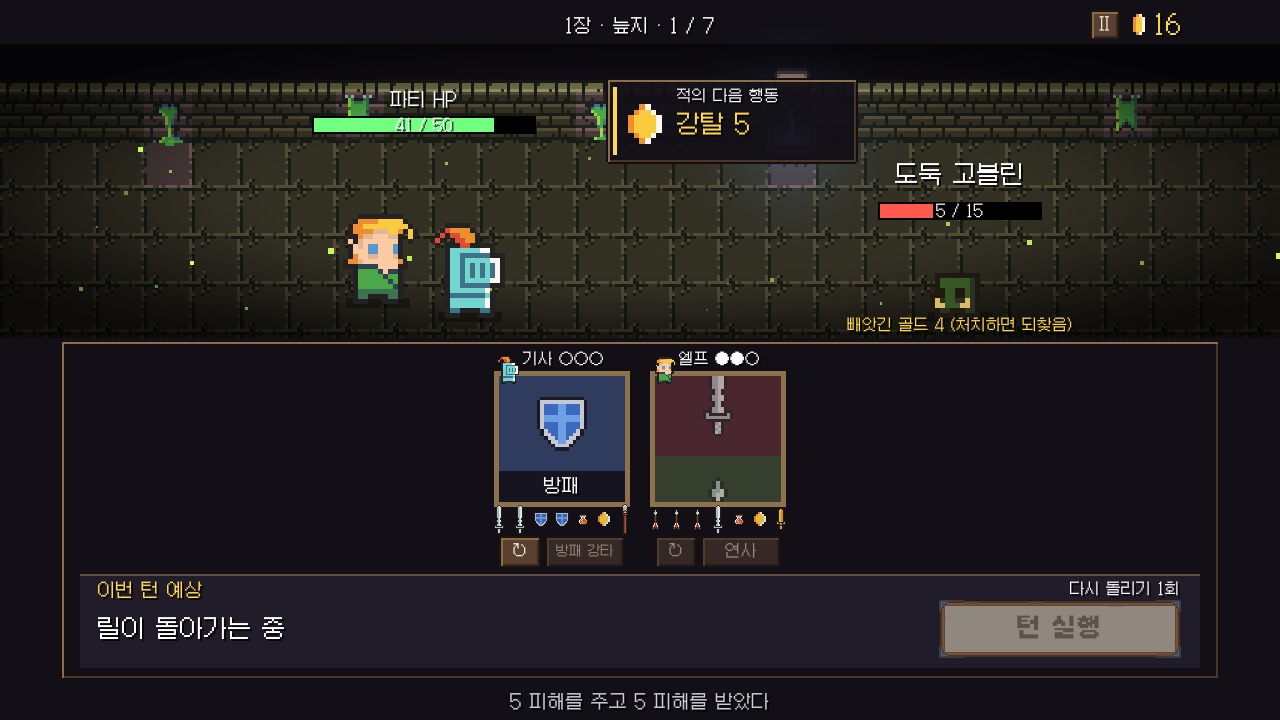 1장 · 늪지 · 1 / 7
II
16
파티 HP
41 / 50
적의 다음 행동
강탈 5
도둑 고블린
5 / 15
빼앗긴 골드 4 (처치하면 되찾음)
기사 ○○○
엘프 ●●○
방패
↻ 방패 강타
↻ 연사
이번 턴 예상
다시 돌리기 1회
릴이 돌아가는 중
턴 실행
5 피해를 주고 5 피해를 받았다